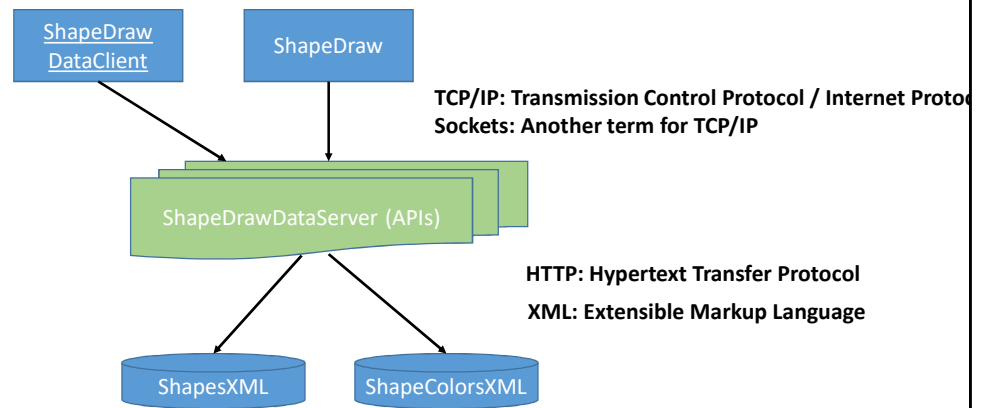 ShapeDraw
DataClient
ShapeDraw
TCP/IP: Transmission Control Protocol / Internet
Sockets: Another term for TCP/IP
ShapeDrawDataServer (APIs)
HTTP: Hypertext Transfer Protocol
XML: Extensible Markup Language
ShapesXML
ShapeColorsXML